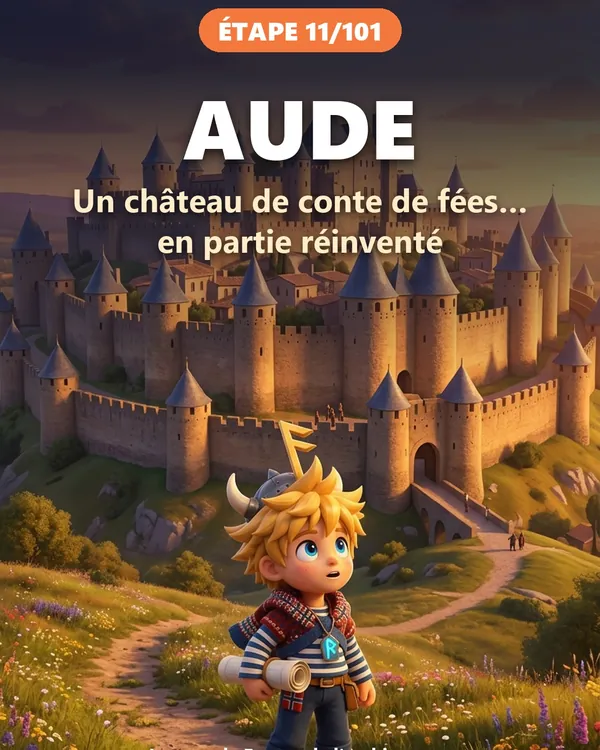 ÉTAPE 11/101
AUDE
Un château de conte de fées...
en partie réinventé